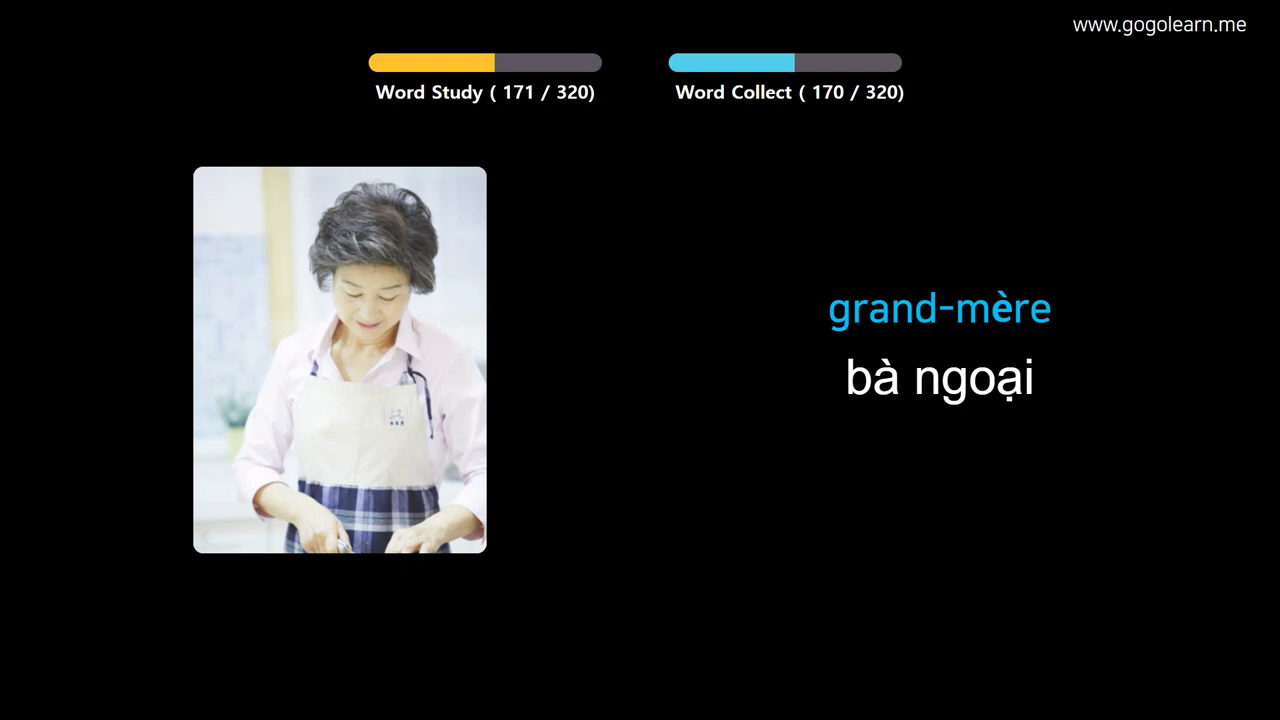 www.gogolearn.me
Word Study ( 171 / 320)
Word Collect ( 170 / 320)
grand-mère
bà ngoại